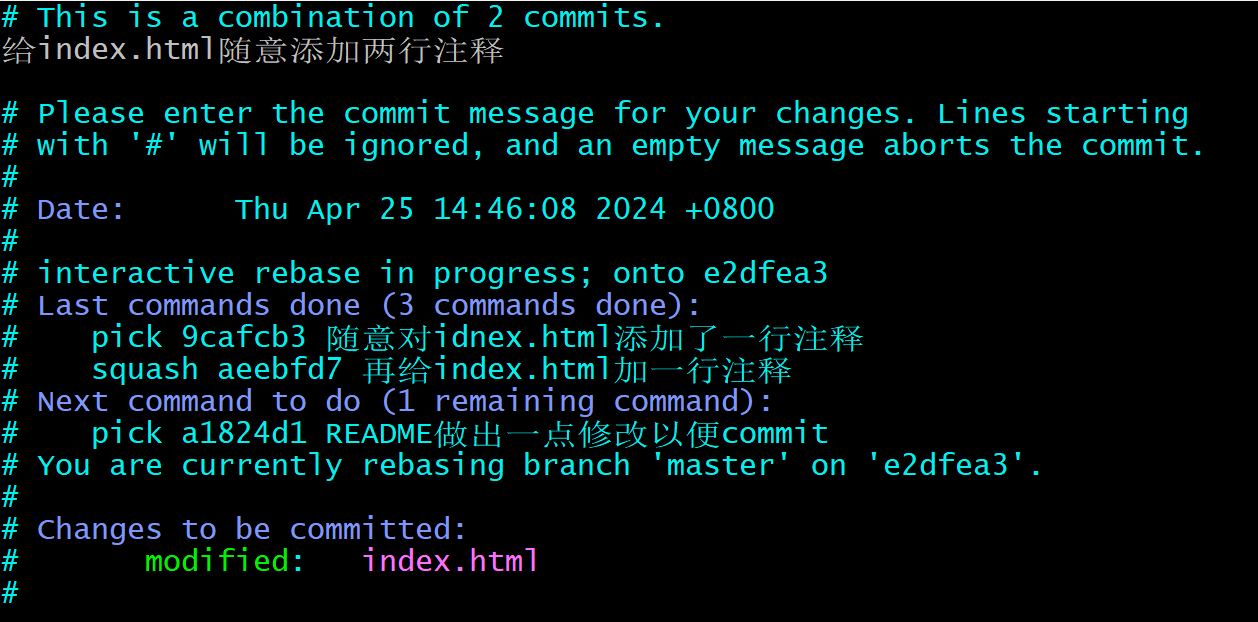 # This is a combination of 2 commits.
给index.html随意添加两行注释
# Please enter the commit message for your changes. Lines starting
# with '#' will be ignored, and an empty message aborts the commit.
#
# Date:      Thu Apr 25 14:46:08 2024 +0800
#
# interactive rebase in progress; onto e2dfea3
# Last commands done (3 commands done):
#    pick 9cafcb3 随意对idnex.html添加了一行注释
#    squash aeebfd7 再给index.html加一行注释
# Next command to do (1 remaining command):
#    pick a1824d1 README做出一点修改以便commit
# You are currently rebasing branch 'master' on 'e2dfea3'.
#
# Changes to be committed:
#       modified:   index.html
#